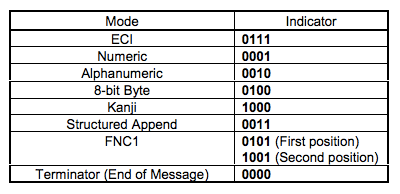 Mode Indicator
ECI 0111
Numeric 0001
Alphanumeric 0010
8-bit Byte 0100
Kanji 1000
Structured Append 0011
FNC1 0101 (First position)
1001 (Second position)
Terminator (End of Message) 0000